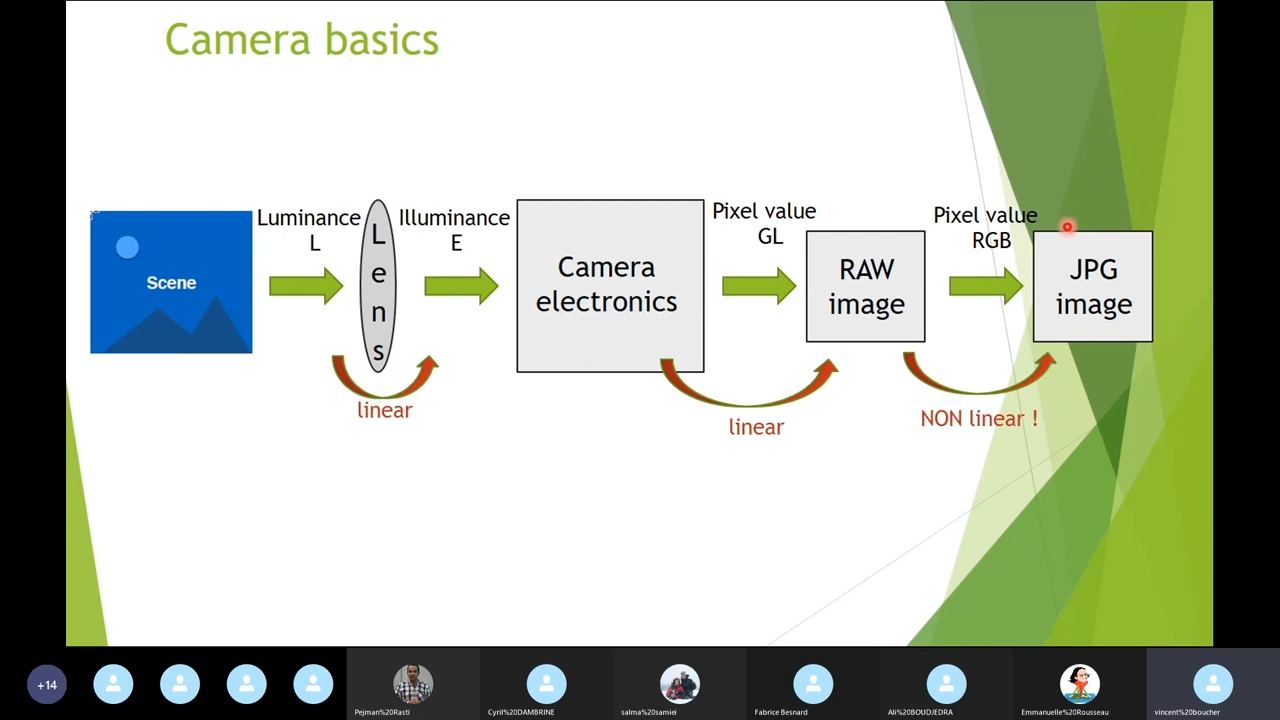 Camera basics
Scene
Luminance
L
L
e
n
s
Illuminance
E
Camera
electronics
Pixel value
GL
RAW
image
Pixel value
RGB
JPG
image
linear
linear
NON linear !
+14
Pejman%20Rasti
Cyril%20DAMBRINE
salma%20samiei
Fabrice Besnard
Ali%20BOUDJEDRA
Emmanuelle%20Rousseau
vincent%20boucher